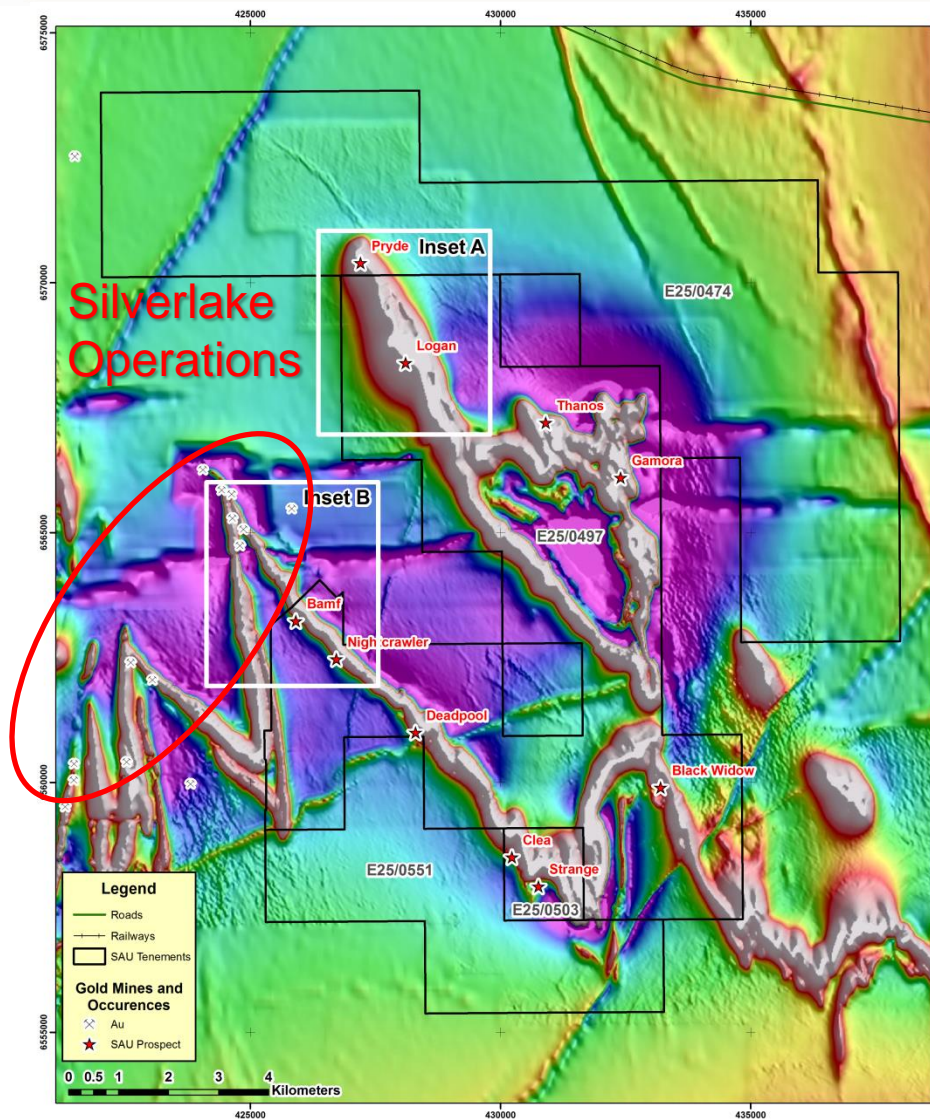 425000
430000
435000
6575000
Pryde
Inset A
E25/0474
6570000
Silverlake
Operations
Logan
Thanos
Gamora
Inset B
6565000
E25/0497
Bamf
Nightcrawler
Deadpool
Black Widow
6560000
Clea
Strange
E25/0551
E25/0503
Legend
Roads
Railways
SAU Tenements
Gold Mines and
Occurences
Au
SAU Prospect
6555000
0 0.5 1 2 3 4
Kilometers
425000
430000
435000